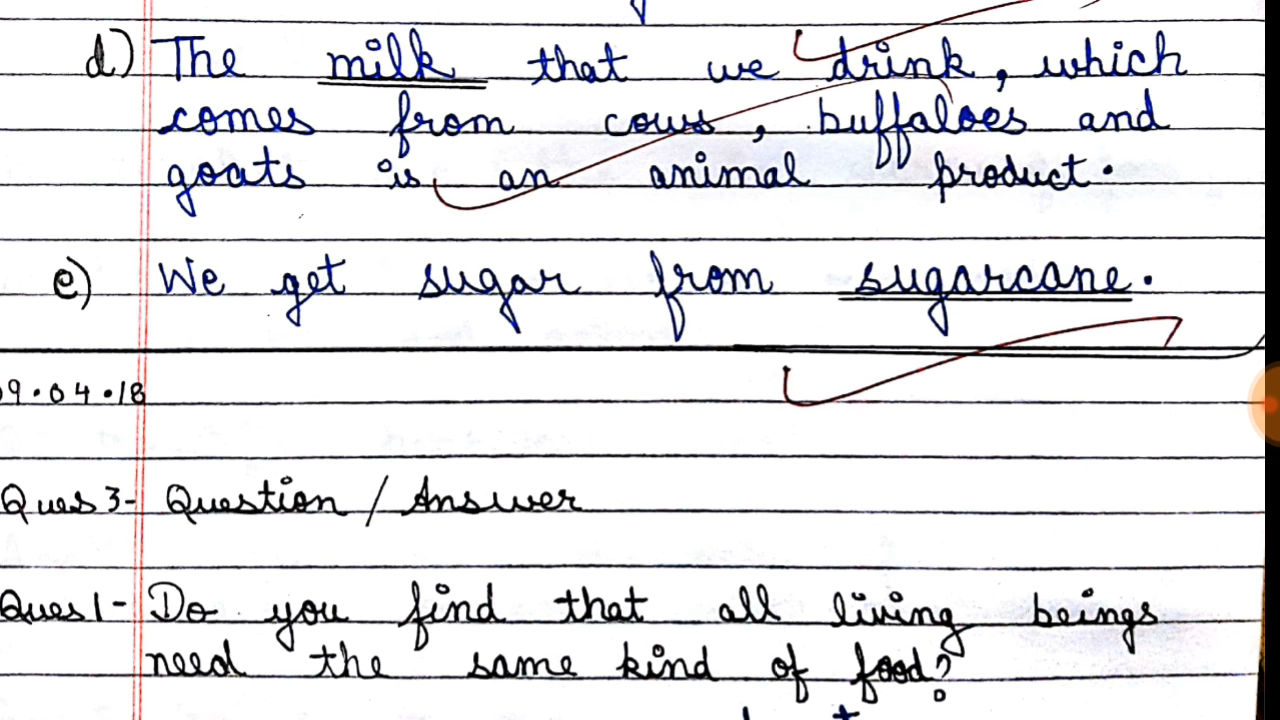 d) The milk that we drink, which
comes from cows, buffaloes and
goats is an animal product.
e) We get sugar from sugarcane.
09.04.18
Ques 3- Question / Answer
Ques 1- Do you find that all living beings
need the same kind of food?